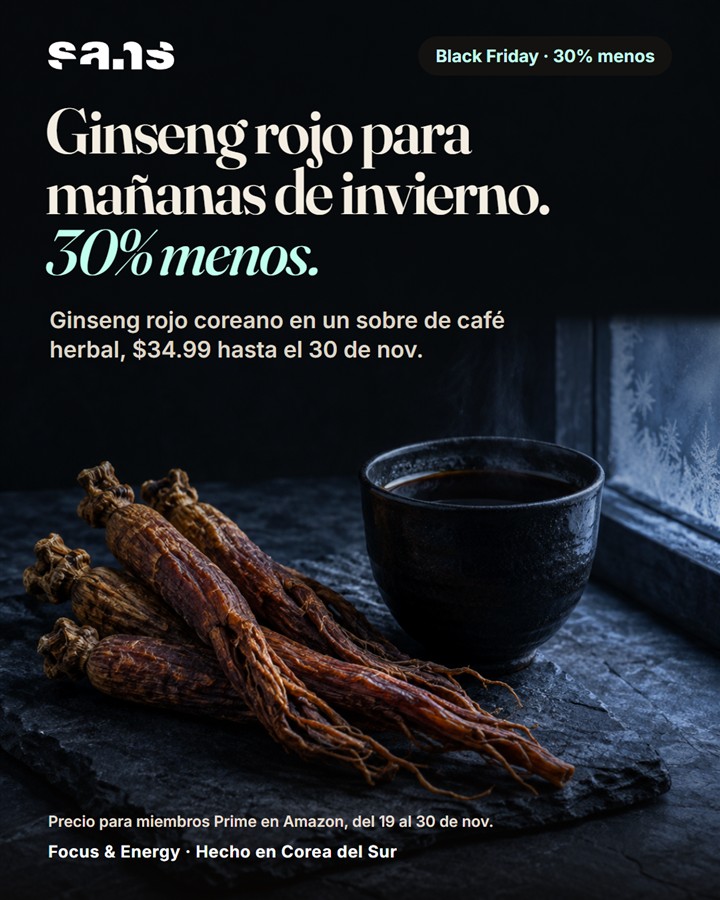 sans
Black Friday · 30% menos
Ginseng rojo para
mañanas de invierno.
30% menos.
Ginseng rojo coreano en un sobre de café
herbal, $34.99 hasta el 30 de nov.
Precio para miembros Prime en Amazon, del 19 al 30 de nov.
Focus & Energy · Hecho en Corea del Sur